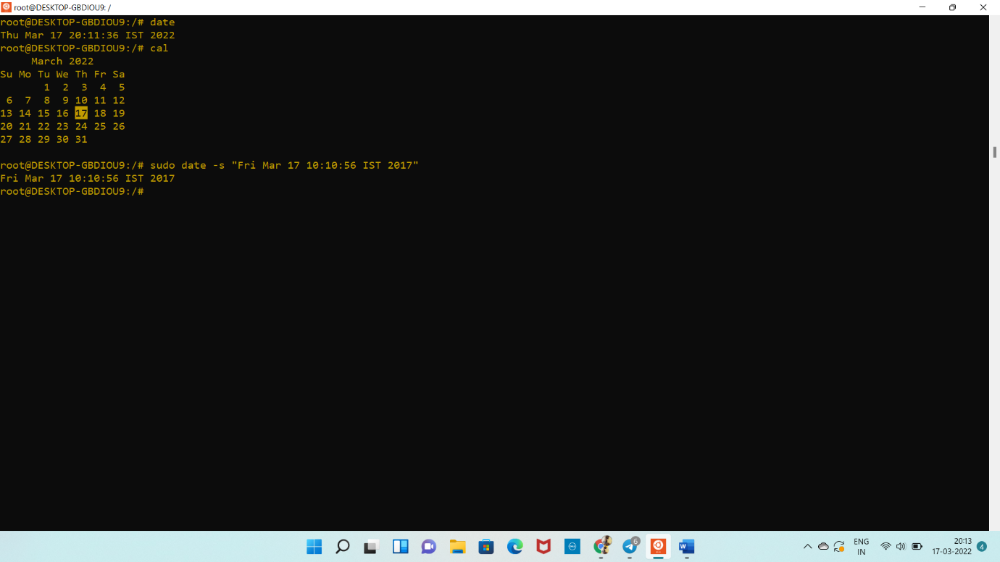 root@DESKTOP-GBDIOU9: /
root@DESKTOP-GBDIOU9:/# date
Thu Mar 17 20:11:36 IST 2022
root@DESKTOP-GBDIOU9:/# cal
     March 2022
Su Mo Tu We Th Fr Sa
       1  2  3  4  5
 6  7  8  9 10 11 12
13 14 15 16 17 18 19
20 21 22 23 24 25 26
27 28 29 30 31
root@DESKTOP-GBDIOU9:/# sudo date -s "Fri Mar 17 10:10:56 IST 2017"
Fri Mar 17 10:10:56 IST 2017
root@DESKTOP-GBDIOU9:/#
6
W
ENG
IN
20:13
17-03-2022
4